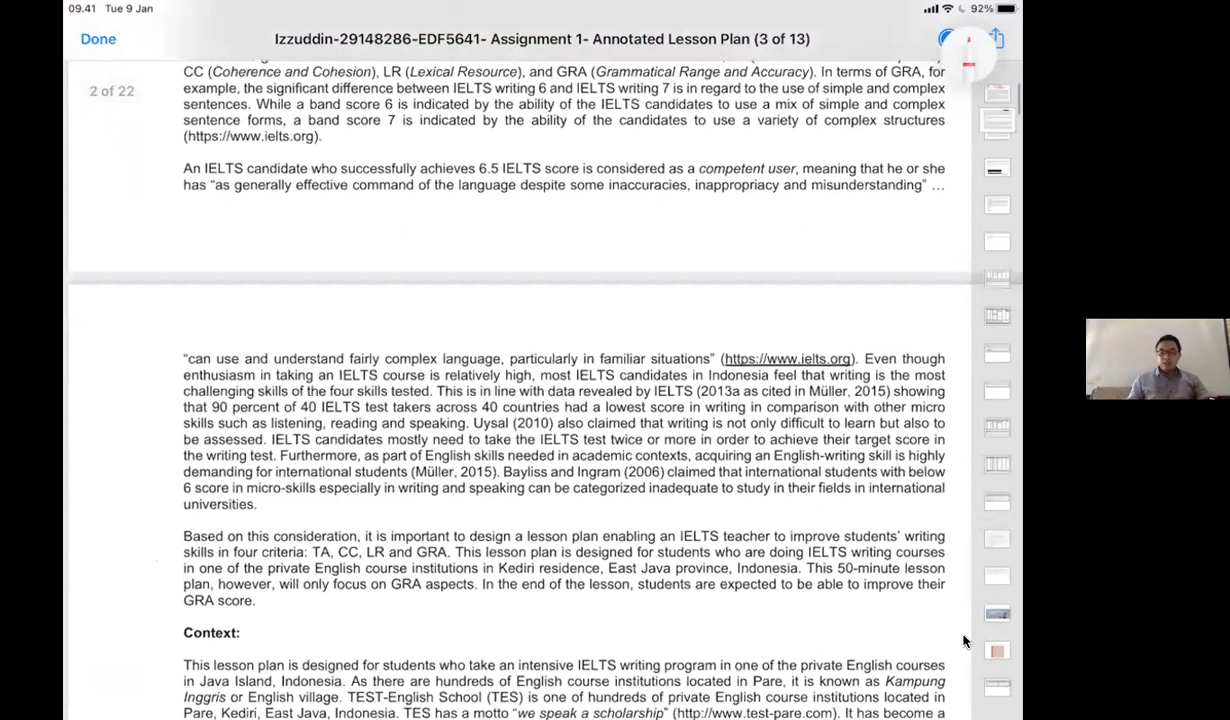 09.41 Tue 9 Jan
92%
Done
Izzuddin-29148286-EDF5641- Assignment 1- Annotated Lesson Plan (3 of 13)
2 of 22
CC (Coherence and Cohesion), LR (Lexical Resource), and GRA (Grammatical Range and Accuracy). In terms of GRA, for
example, the significant difference between IELTS writing 6 and IELTS writing 7 is in regard to the use of simple and complex
sentences. While a band score 6 is indicated by the ability of the IELTS candidates to use a mix of simple and complex
sentence forms, a band score 7 is indicated by the ability of the candidates to use a variety of complex structures
(https://www.ielts.org).
An IELTS candidate who successfully achieves 6.5 IELTS score is considered as a competent user, meaning that he or she
has “as generally effective command of the language despite some inaccuracies, inappropriacy and misunderstanding” …
“can use and understand fairly complex language, particularly in familiar situations” (https://www.ielts.org). Even though
enthusiasm in taking an IELTS course is relatively high, most IELTS candidates in Indonesia feel that writing is the most
challenging skills of the four skills tested. This is in line with data revealed by IELTS (2013a as cited in Müller, 2015) showing
that 90 percent of 40 IELTS test takers across 40 countries had a lowest score in writing in comparison with other micro
skills such as listening, reading and speaking. Uysal (2010) also claimed that writing is not only difficult to learn but also to
be assessed. IELTS candidates mostly need to take the IELTS test twice or more in order to achieve their target score in
the writing test. Furthermore, as part of English skills needed in academic contexts, acquiring an English-writing skill is highly
demanding for international students (Müller, 2015). Bayliss and Ingram (2006) claimed that international students with below
6 score in micro-skills especially in writing and speaking can be categorized inadequate to study in their fields in international
universities.
Based on this consideration, it is important to design a lesson plan enabling an IELTS teacher to improve students’ writing
skills in four criteria: TA, CC, LR and GRA. This lesson plan is designed for students who are doing IELTS writing courses
in one of the private English course institutions in Kediri residence, East Java province, Indonesia. This 50-minute lesson
plan, however, will only focus on GRA aspects. In the end of the lesson, students are expected to be able to improve their
GRA score.
Context:
This lesson plan is designed for students who take an intensive IELTS writing program in one of the private English courses
in Java Island, Indonesia. As there are hundreds of English course institutions located in Pare, it is known as Kampung
Inggris or English village. TEST-English School (TES) is one of hundreds of private English course institutions located in
Pare, Kediri, East Java, Indonesia. TES has a motto “we speak a scholarship” (http://www.test-pare.com). It has become a